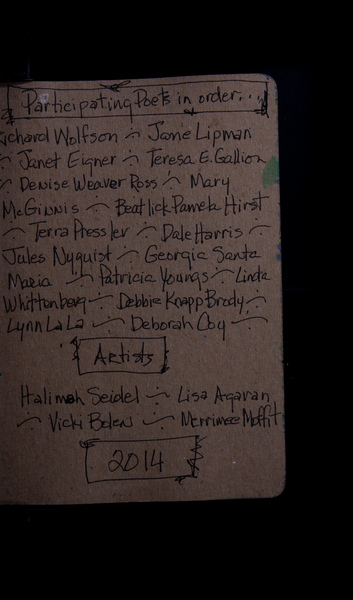 Participating Poets in order...
Richard Wolfson ~ Jane Lipman
~ Janet Eigner ~ Teresa E. Gallion
~ Denise Weaver Ross ~ Mary
McGinnis ~ Beatlick Pamela Hirst
~ Terra Pressler ~ Dale Harris ~
Jules Nyquist ~ Georgia Santa
Maria ~ Patricia Youngs ~ Linda
Whittenberg ~ Debbie Knapp Brody ~
Lynn LaLa ~ Deborah Coy ~
Artists
Halimah Seidel ~ Lisa Agaran
~ Vicki Bolen ~ Merrimee Moffit
2014